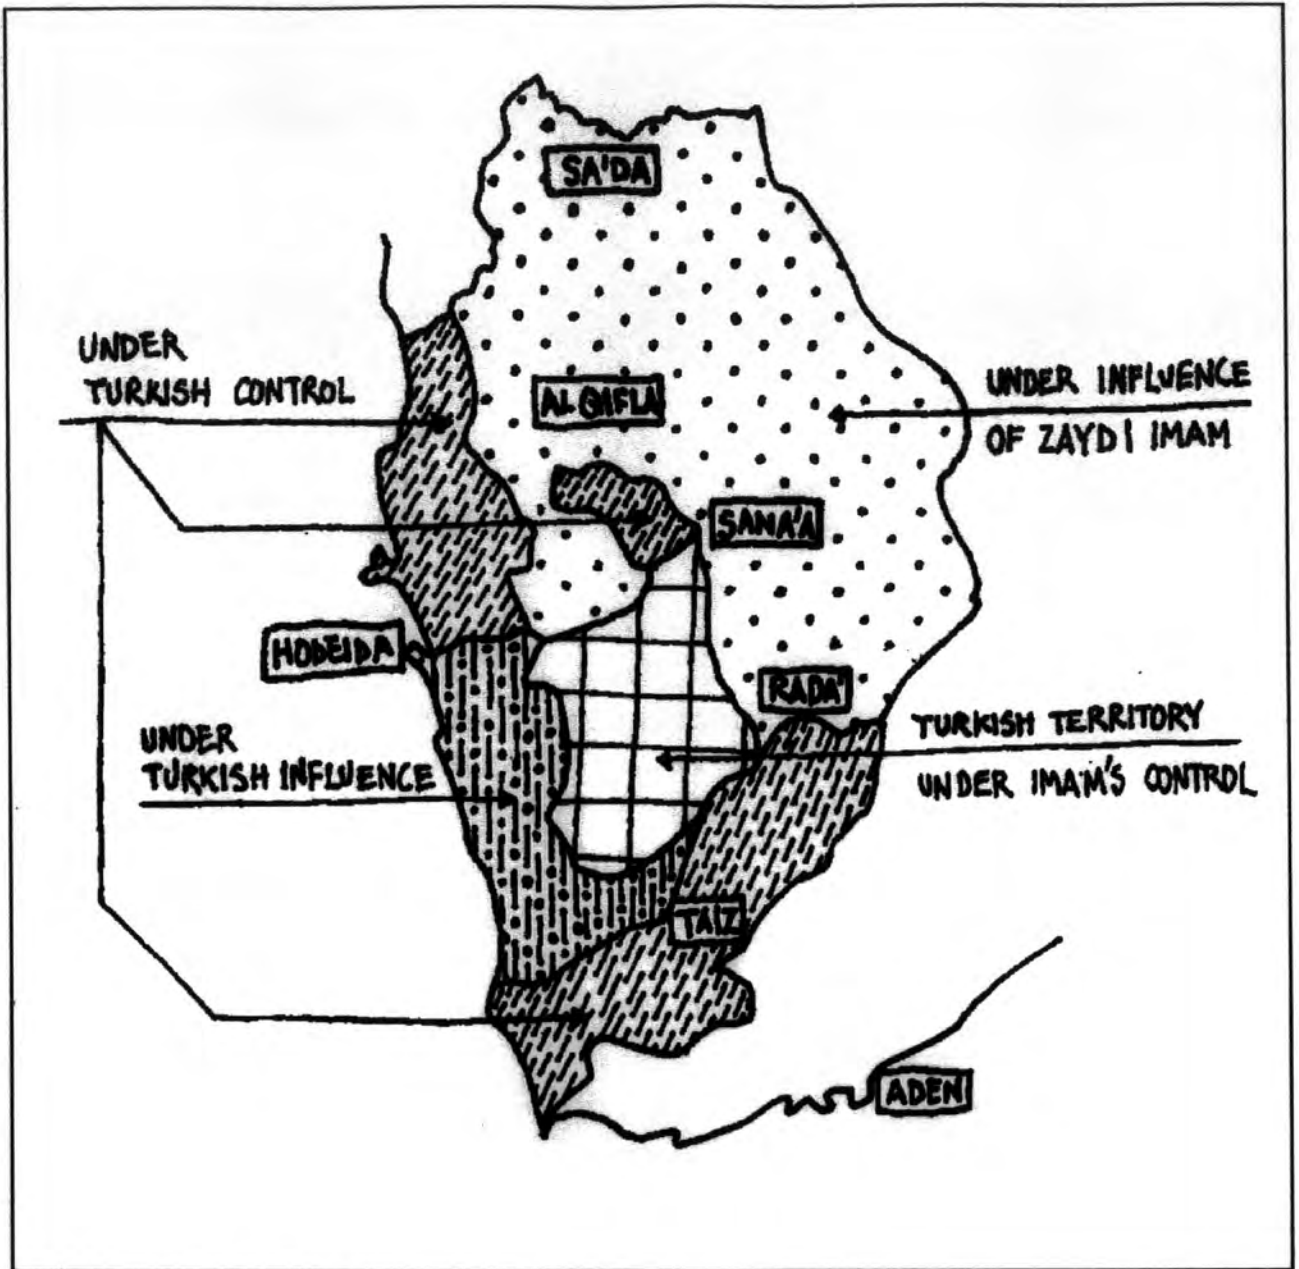 SA'DA
UNDER
TURKISH CONTROL
AL QHFLA
UNDER INFLUENCE
OF ZAYDI IMAM
SANA'A
HODEIDA
RADA'
UNDER
TURKISH INFLUENCE
TURKISH TERRITORY
UNDER IMAM'S CONTROL
TAIZ
ADEN